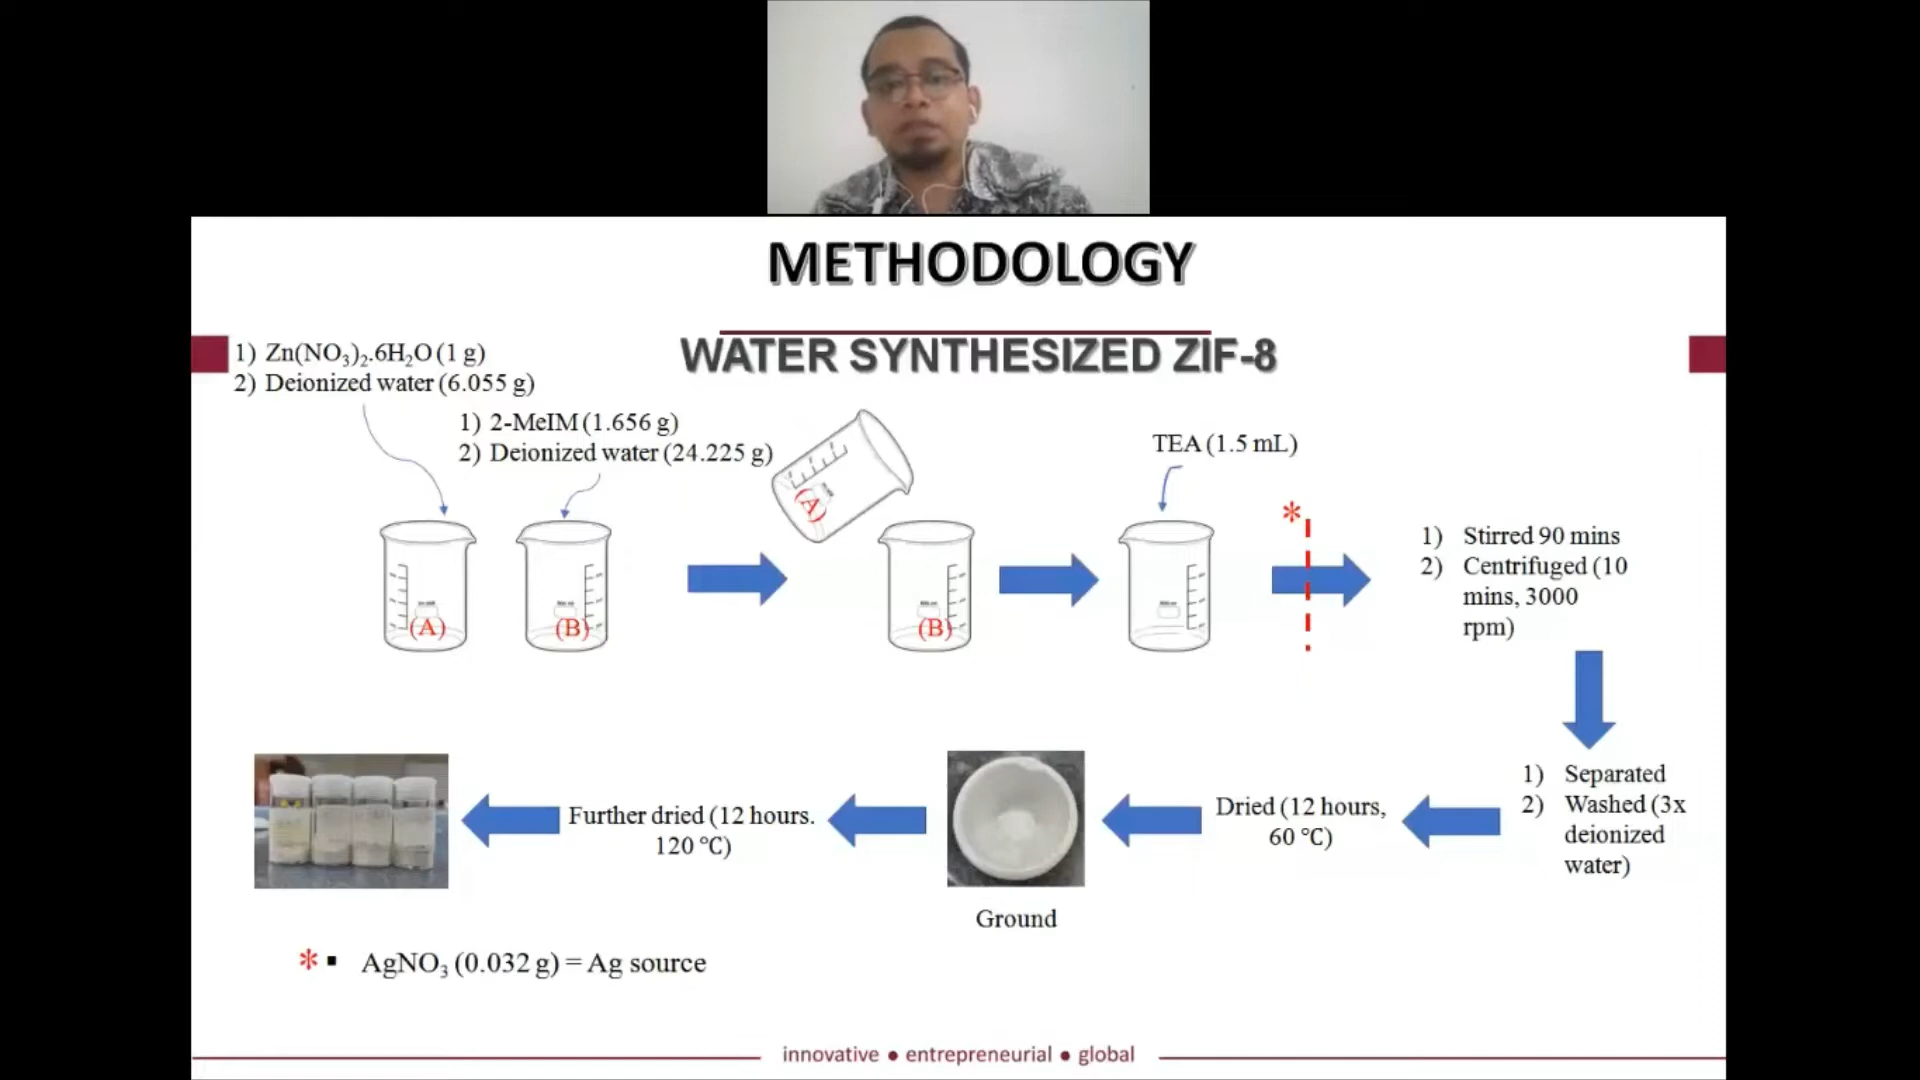 METHODOLOGY
WATER SYNTHESIZED ZIF-8
1) Zn(NO3)2.6H2O (1 g)
2) Deionized water (6.055 g)
1) 2-MeIM (1.656 g)
2) Deionized water (24.225 g)
(A)
(B)
(A)
(B)
TEA (1.5 mL)
*
1) Stirred 90 mins
2) Centrifuged (10
mins, 3000
rpm)
1) Separated
2) Washed (3x
deionized
water)
Dried (12 hours,
60 °C)
Ground
Further dried (12 hours.
120 °C)
* ▪ AgNO3 (0.032 g) = Ag source
innovative ● entrepreneurial ● global